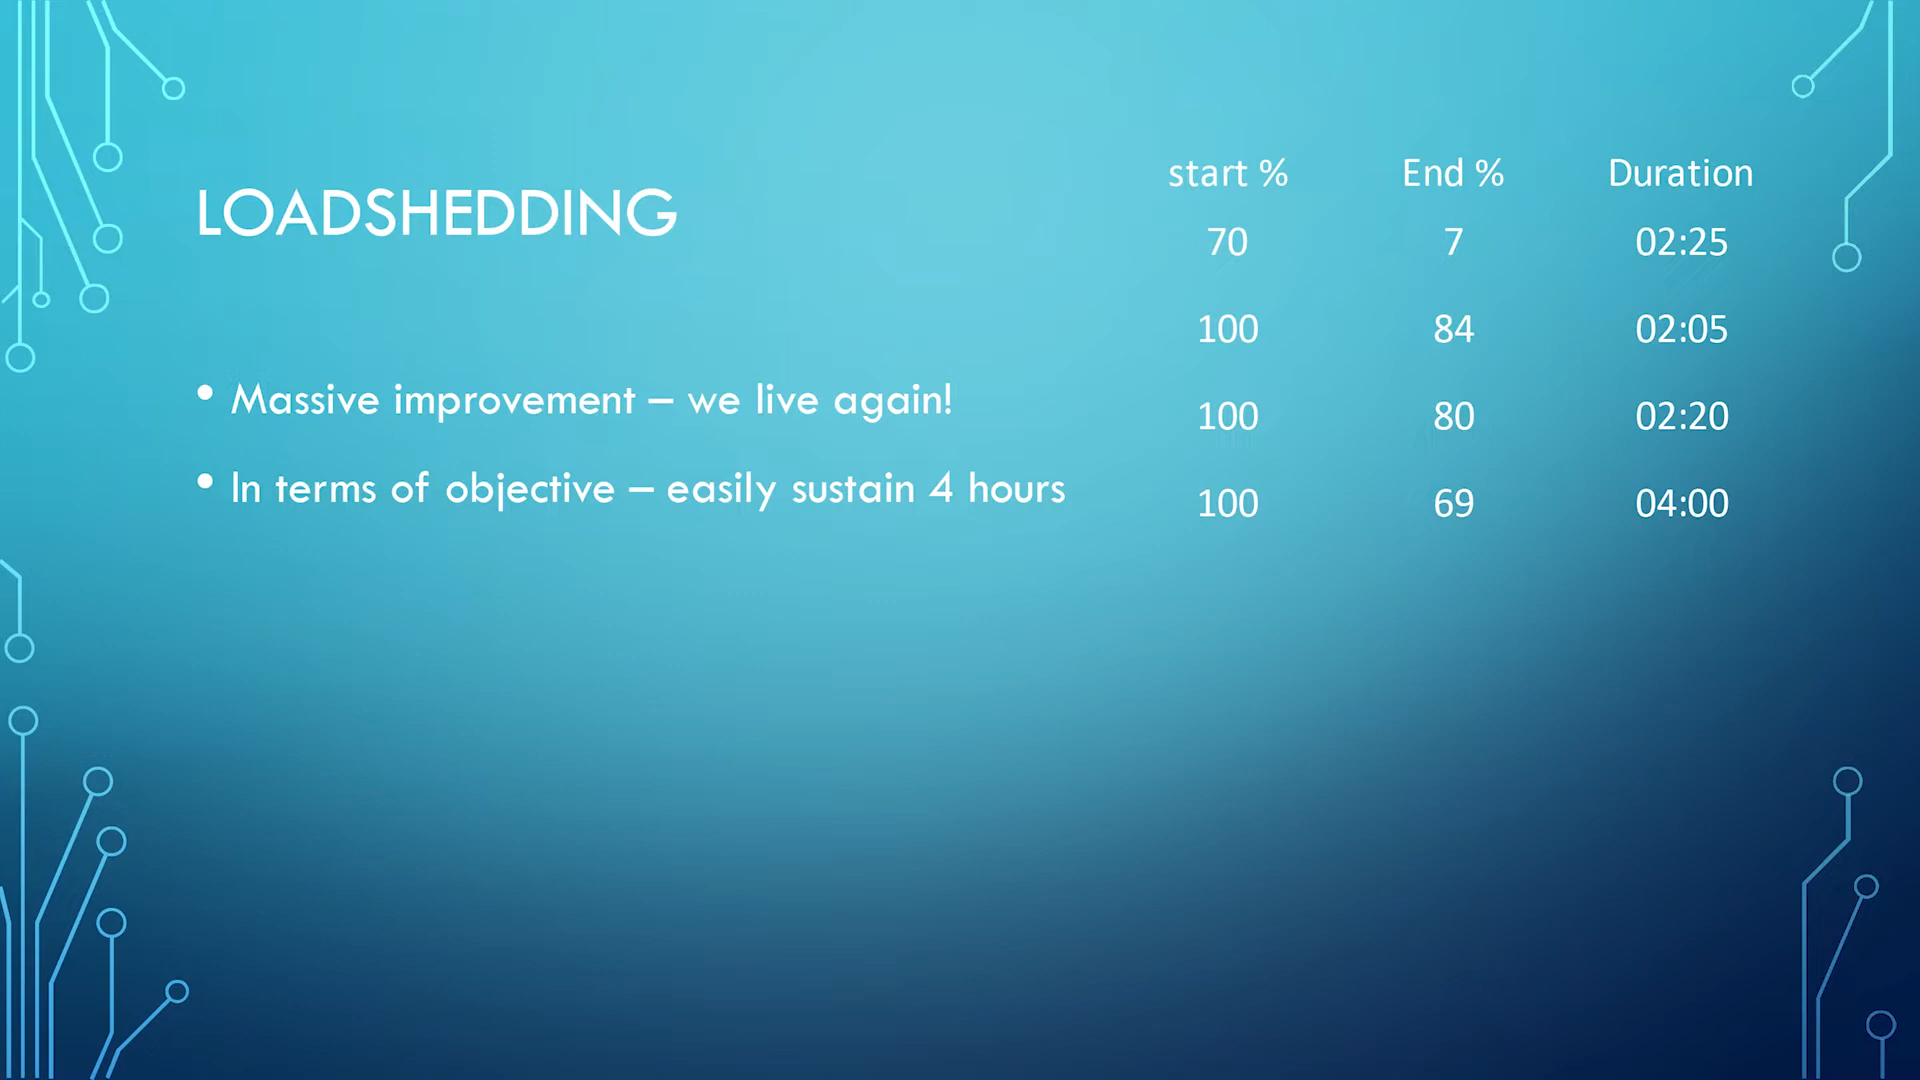 LOADSHEDDING
• Massive improvement – we live again!
• In terms of objective – easily sustain 4 hours
start % End % Duration
70 7 02:25
100 84 02:05
100 80 02:20
100 69 04:00